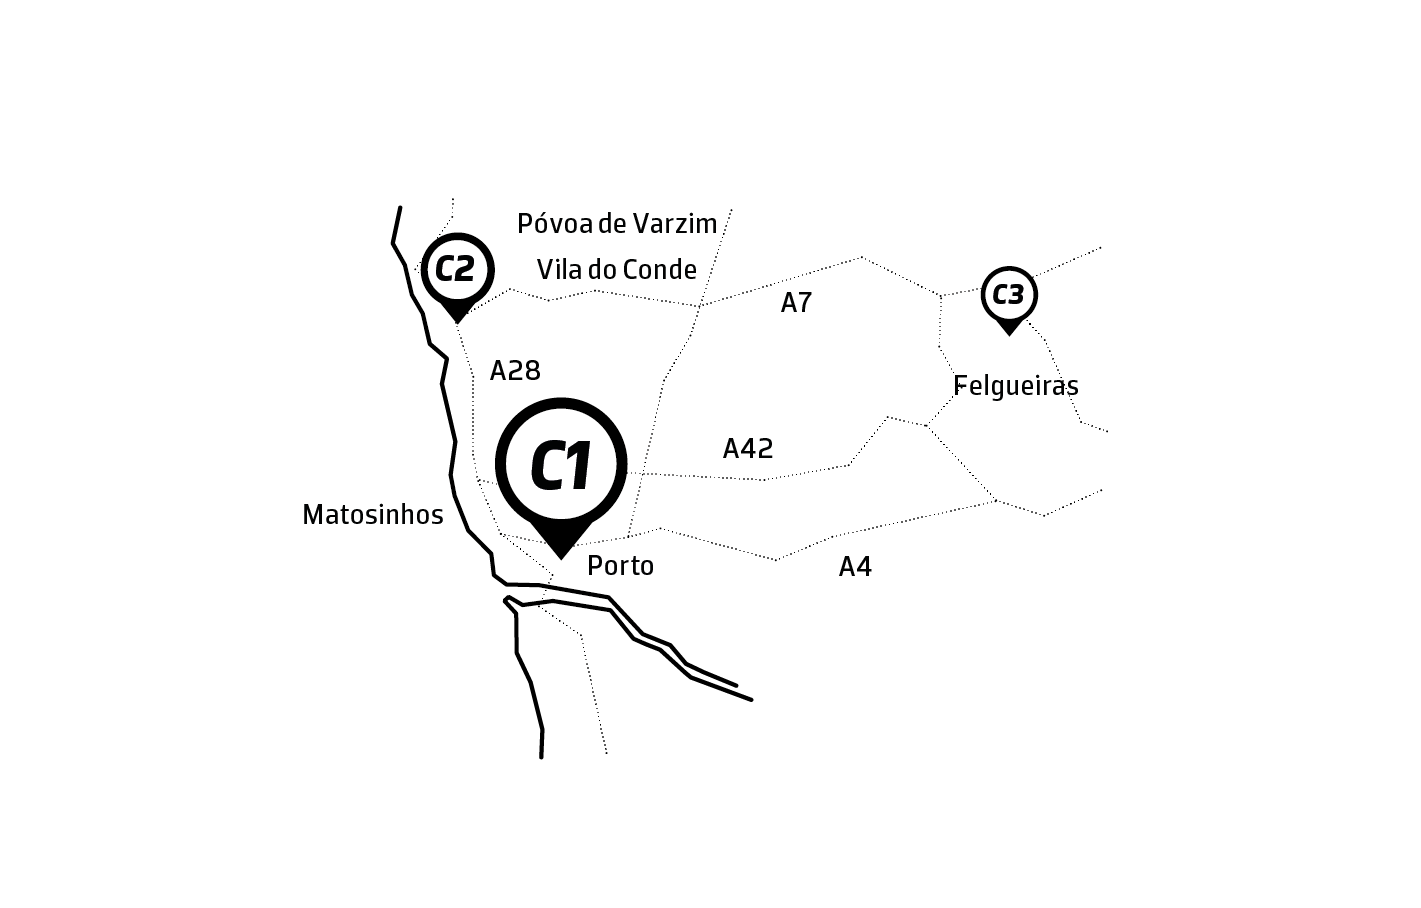 Póvoa de Varzim
Vila do Conde
C2
C3
A7
A28
Felgueiras
C1
A42
Matosinhos
Porto
A4